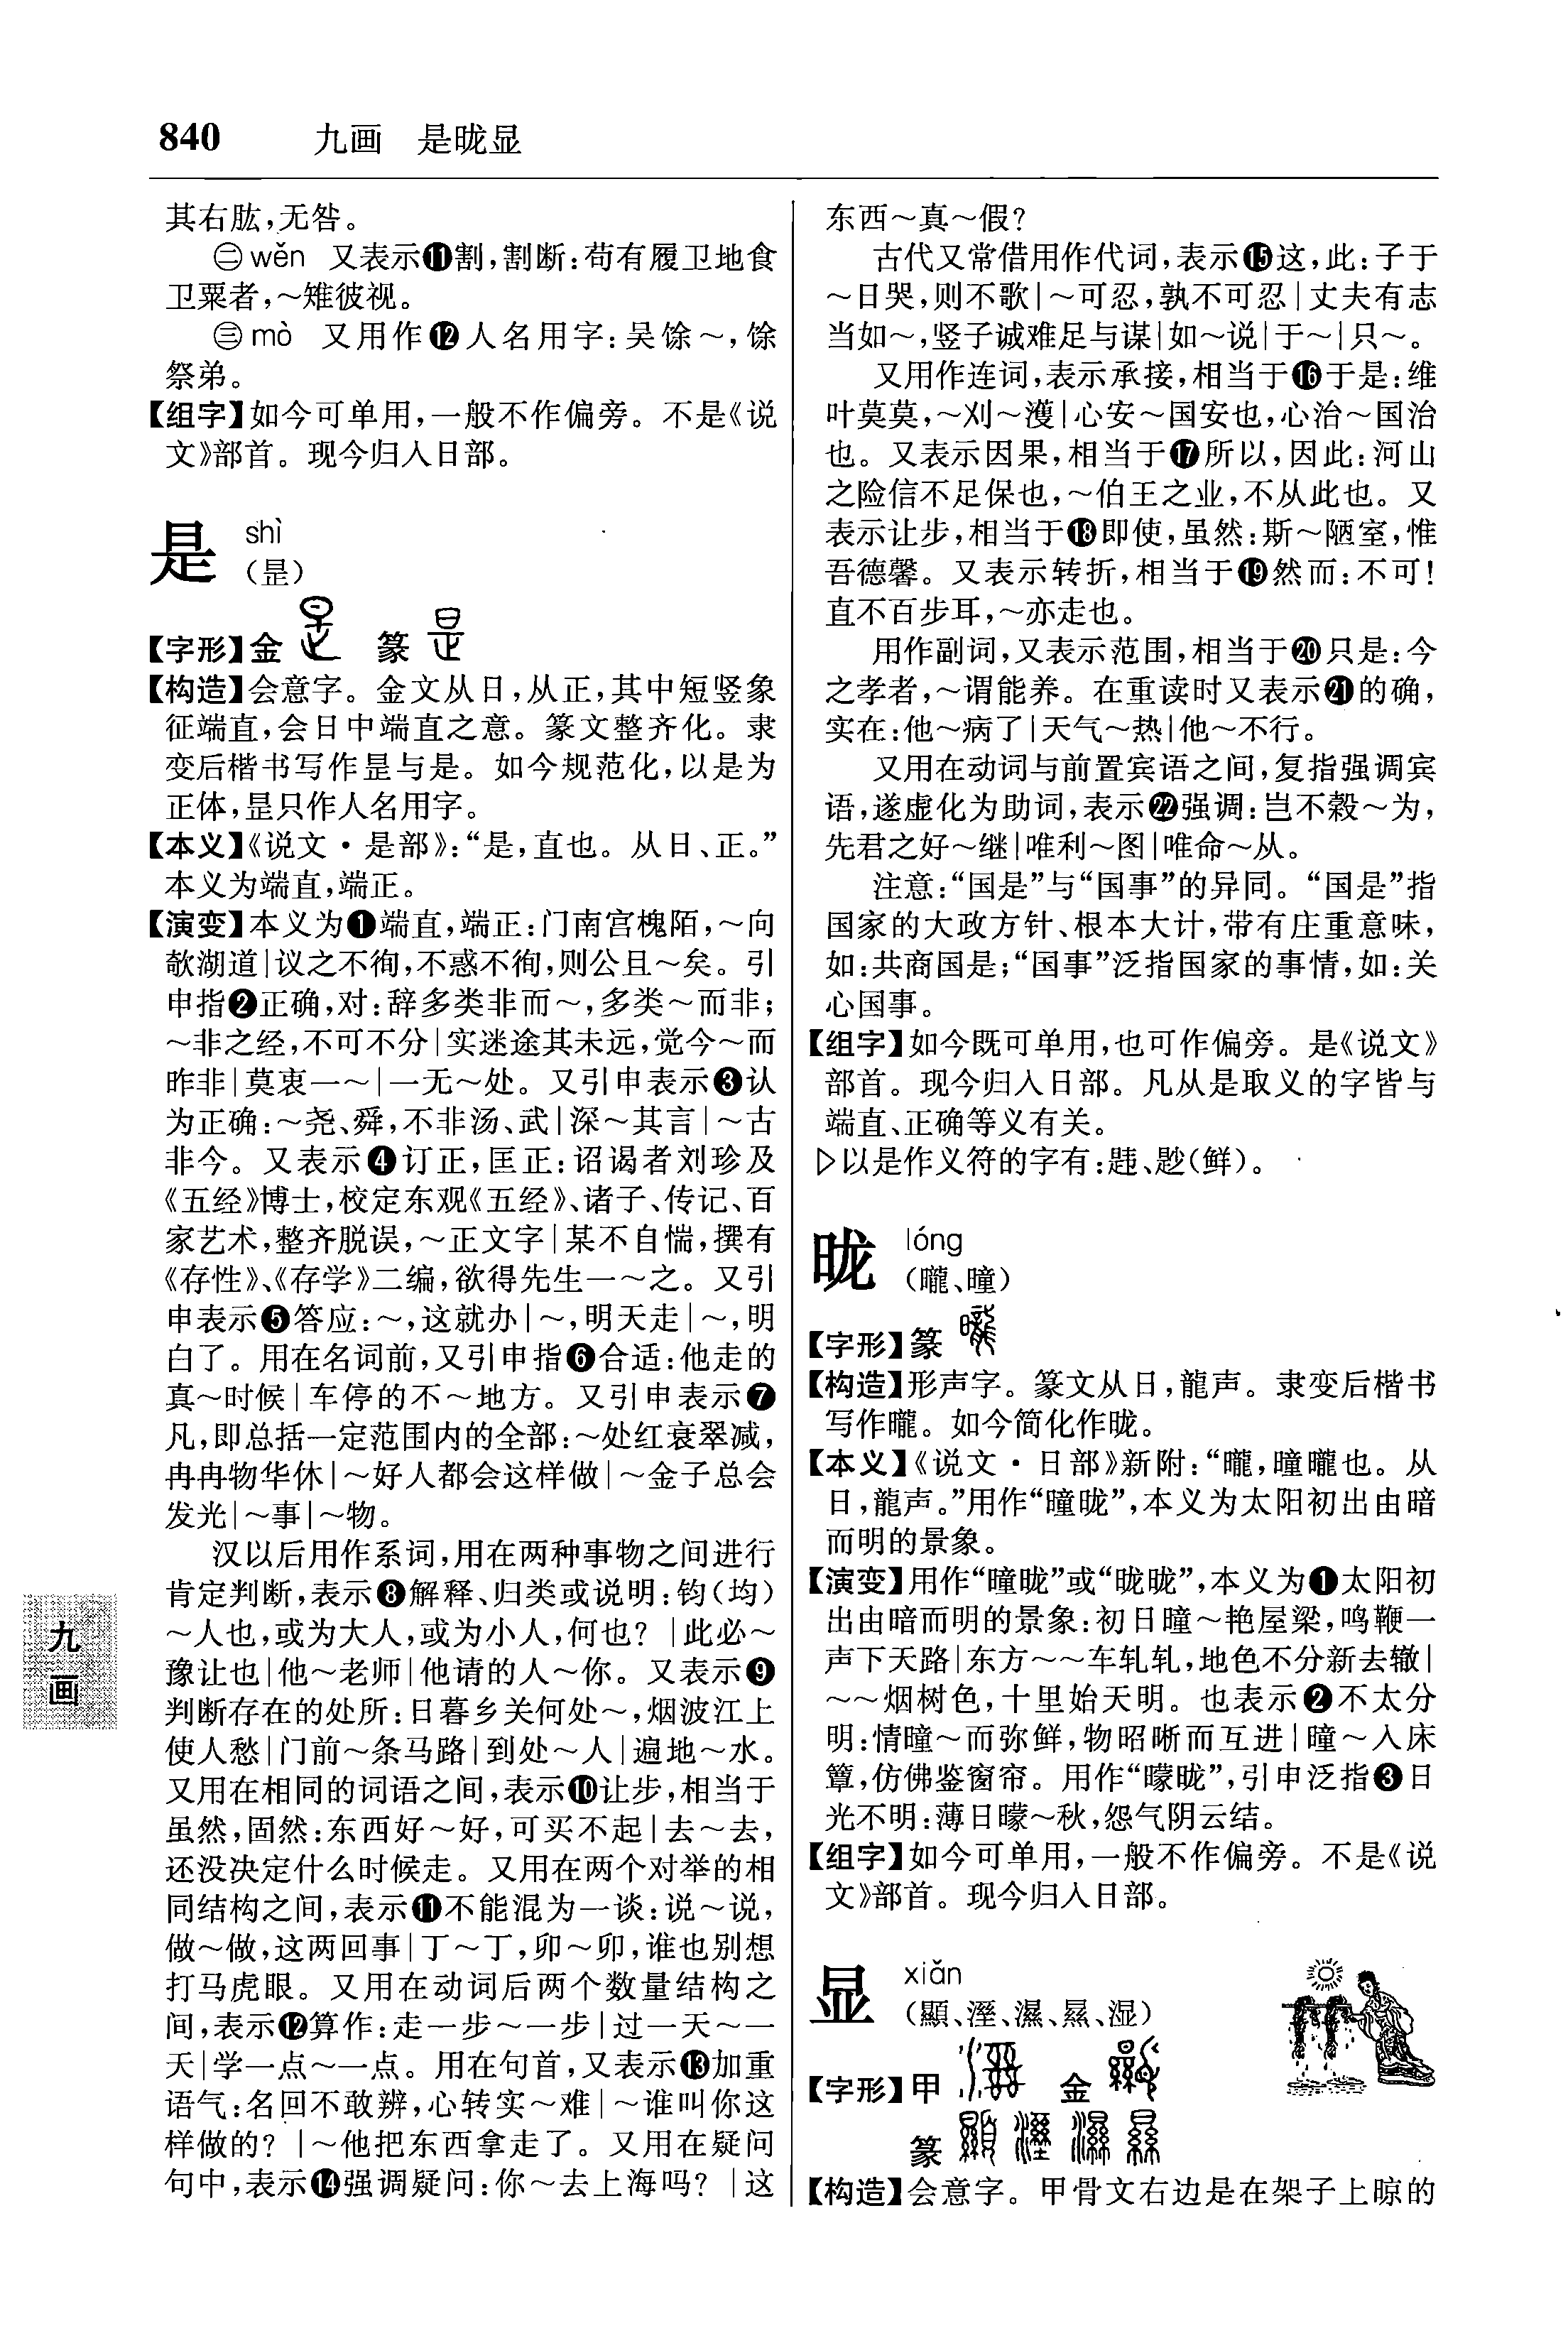 840 九画 是昽显
其右肱,无咎。
㊁wěn 又表示⓫割,割断:苟有履卫地食
卫粟者,~雉彼视。
㊂mò 又用作⓬人名用字:吴馀~,馀
祭弟。
【组字】如今可单用,一般不作偏旁。不是《说
文》部首。现今归入日部。
是 shì
(昰)
【字形】金 篆
【构造】会意字。金文从日,从正,其中短竖象
征端直,会日中端直之意。篆文整齐化。隶
变后楷书写作昰与是。如今规范化,以是为
正体,昰只作人名用字。
【本义】《说文·是部》:“是,直也。从日、正。”
本义为端直,端正。
【演变】本义为❶端直,端正:门南宫槐陌,~向
欹湖道|议之不徇,不惑不徇,则公且~矣。引
申指❷正确,对:辞多类非而~,多类~而非;
~非之经,不可不分|实迷途其未远,觉今~而
昨非|莫衷一~|一无~处。又引申表示❸认
为正确:~尧、舜,不非汤、武|深~其言|~古
非今。又表示❹订正,匡正:诏谒者刘珍及
《五经》博士,校定东观《五经》、诸子、传记、百
家艺术,整齐脱误,~正文字|某不自惴,撰有
《存性》、《存学》二编,欲得先生一~之。又引
申表示❺答应:~,这就办|~,明天走|~,明
白了。用在名词前,又引申指❻合适:他走的
真~时候|车停的不~地方。又引申表示❼
凡,即总括一定范围内的全部:~处红衰翠减,
冉冉物华休|~好人都会这样做|~金子总会
发光|~事|~物。
汉以后用作系词,用在两种事物之间进行
肯定判断,表示❽解释、归类或说明:钧(均)
~人也,或为大人,或为小人,何也?|此必~
豫让也|他~老师|他请的人~你。又表示❾
判断存在的处所:日暮乡关何处~,烟波江上
使人愁|门前~条马路|到处~人|遍地~水。
又用在相同的词语之间,表示❿让步,相当于
虽然,固然:东西好~好,可买不起|去~去,
还没决定什么时候走。又用在两个对举的相
同结构之间,表示⓫不能混为一谈:说~说,
做~做,这两回事|丁~丁,卯~卯,谁也别想
打马虎眼。又用在动词后两个数量结构之
间,表示⓬算作:走一步~一步|过一天~一
天|学一点~一点。用在句首,又表示⓭加重
语气:名回不敢辨,心转实~难|~谁叫你这
样做的?|~他把东西拿走了。又用在疑问
句中,表示⓮强调疑问:你~去上海吗?|这
东西~真~假?
古代又常借用作代词,表示⓯这,此:子于
~日哭,则不歌|~可忍,孰不可忍|丈夫有志
当如~,竖子诚难足与谋|如~说|于~|只~。
又用作连词,表示承接,相当于⓰于是:维
叶莫莫,~刈~濩|心安~国安也,心治~国治
也。又表示因果,相当于⓱所以,因此:河山
之险信不足保也,~伯王之业,不从此也。又
表示让步,相当于⓲即使,虽然:斯~陋室,惟
吾德馨。又表示转折,相当于⓳然而:不可!
直不百步耳,~亦走也。
用作副词,又表示范围,相当于⓴只是:今
之孝者,~谓能养。在重读时又表示㉑的确,
实在:他~病了|天气~热|他~不行。
又用在动词与前置宾语之间,复指强调宾
语,遂虚化为助词,表示㉒强调:岂不榖~为,
先君之好~继|唯利~图|唯命~从。
注意:“国是”与“国事”的异同。“国是”指
国家的大政方针、根本大计,带有庄重意味,
如:共商国是;“国事”泛指国家的事情,如:关
心国事。
【组字】如今既可单用,也可作偏旁。是《说文》
部首。现今归入日部。凡从是取义的字皆与
端直、正确等义有关。
▷以是作义符的字有:韪、尟(鲜)。
昽 lóng
(曨、曈)
【字形】篆
【构造】形声字。篆文从日,龍声。隶变后楷书
写作曨。如今简化作昽。
【本义】《说文·日部》新附:“曨,曈曨也。从
日,龍声。”用作“曈昽”,本义为太阳初出由暗
而明的景象。
【演变】用作“曈昽”或“昽昽”,本义为❶太阳初
出由暗而明的景象:初日曈~艳屋梁,鸣鞭一
声下天路|东方~~车轧轧,地色不分新去辙|
~~烟树色,十里始天明。也表示❷不太分
明:情曈~而弥鲜,物昭晰而互进|曈~入床
簟,仿佛鉴窗帘。用作“曚昽”,引申泛指❸日
光不明:薄日曚~秋,怨气阴云结。
【组字】如今可单用,一般不作偏旁。不是《说
文》部首。现今归入日部。
显 xiǎn
(顯、溼、濕、㬎、湿)
【字形】甲 金
篆
【构造】会意字。甲骨文右边是在架子上晾的
九
画